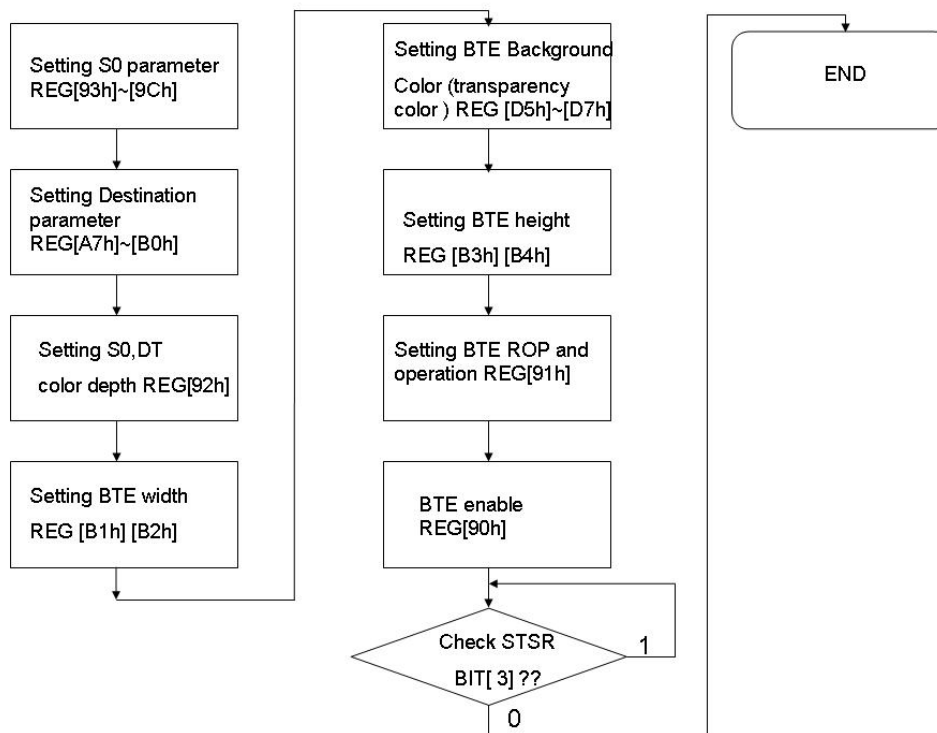 Setting S0 parameter
REG[93h]~[9Ch]
Setting Destination
parameter
REG[A7h]~[B0h]
Setting S0,DT
color depth REG[92h]
Setting BTE width
REG [B1h] [B2h]
Setting BTE Background
Color (transparency
color ) REG [D5h]~[D7h]
Setting BTE height
REG [B3h] [B4h]
Setting BTE ROP and
operation REG[91h]
BTE enable
REG[90h]
Check STSR
BIT[ 3] ??
1
0
END